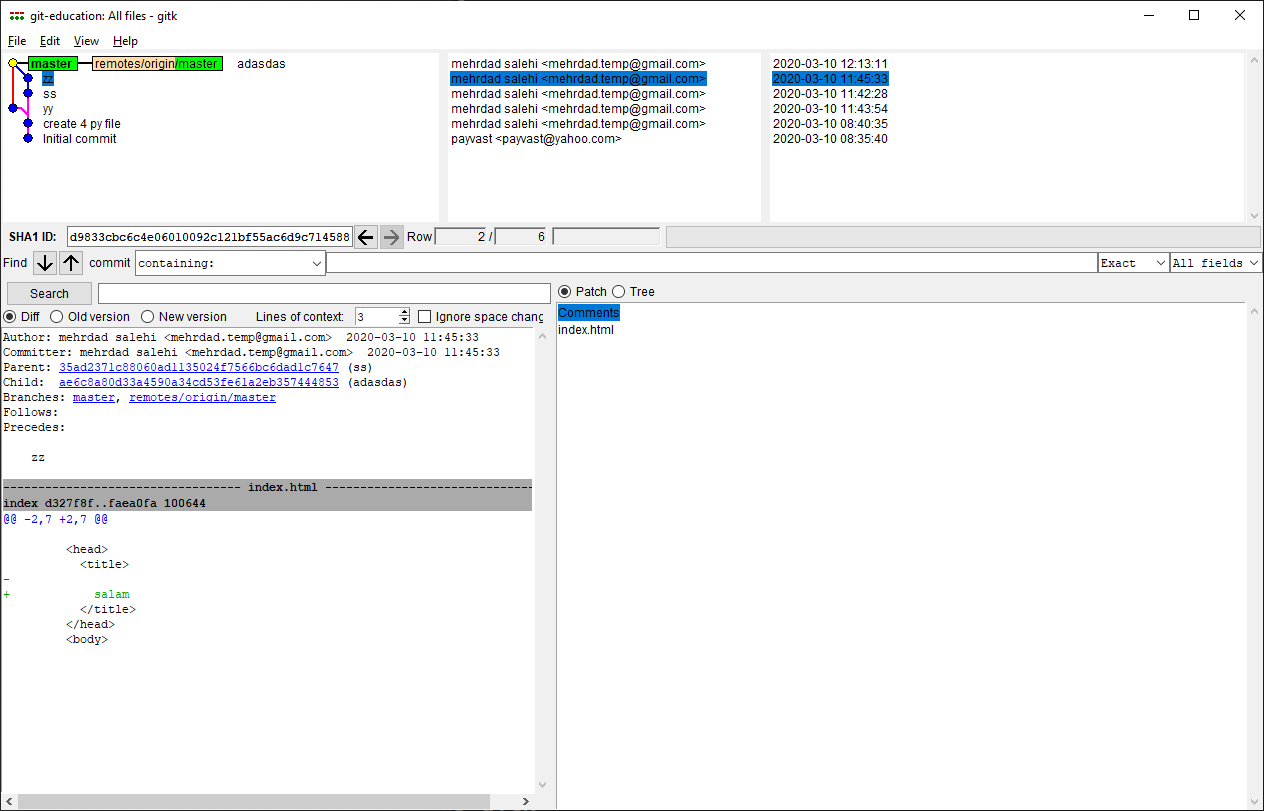 git-education: All files - gitk
File Edit View Help
master remotes/origin/master adasdas mehrdad salehi <mehrdad.temp@gmail.com> 2020-03-10 12:13:11
zz mehrdad salehi <mehrdad.temp@gmail.com> 2020-03-10 11:45:33
ss mehrdad salehi <mehrdad.temp@gmail.com> 2020-03-10 11:42:28
yy mehrdad salehi <mehrdad.temp@gmail.com> 2020-03-10 11:43:54
create 4 py file mehrdad salehi <mehrdad.temp@gmail.com> 2020-03-10 08:40:35
Initial commit payvast <payvast@yahoo.com> 2020-03-10 08:35:40
SHA1 ID: d9833cbc6c4e06010092c121bf55ac6d9c714588 Row 2 / 6
Find commit containing: Exact All fields
Search Patch Tree
Diff Old version New version Lines of context: 3 Ignore space chang
Comments
index.html
Author: mehrdad salehi <mehrdad.temp@gmail.com> 2020-03-10 11:45:33
Committer: mehrdad salehi <mehrdad.temp@gmail.com> 2020-03-10 11:45:33
Parent: 35ad2371c88060ad1135024f7566bc6dad1c7647 (ss)
Child: ae6c8a80d33a4590a34cd53fe61a2eb357444853 (adasdas)
Branches: master, remotes/origin/master
Follows:
Precedes:
zz
--------------------------------- index.html -----------------------------
index d327f8f..faea0fa 100644
@@ -2,7 +2,7 @@
<head>
<title>
-
+ salam
</title>
</head>
<body>